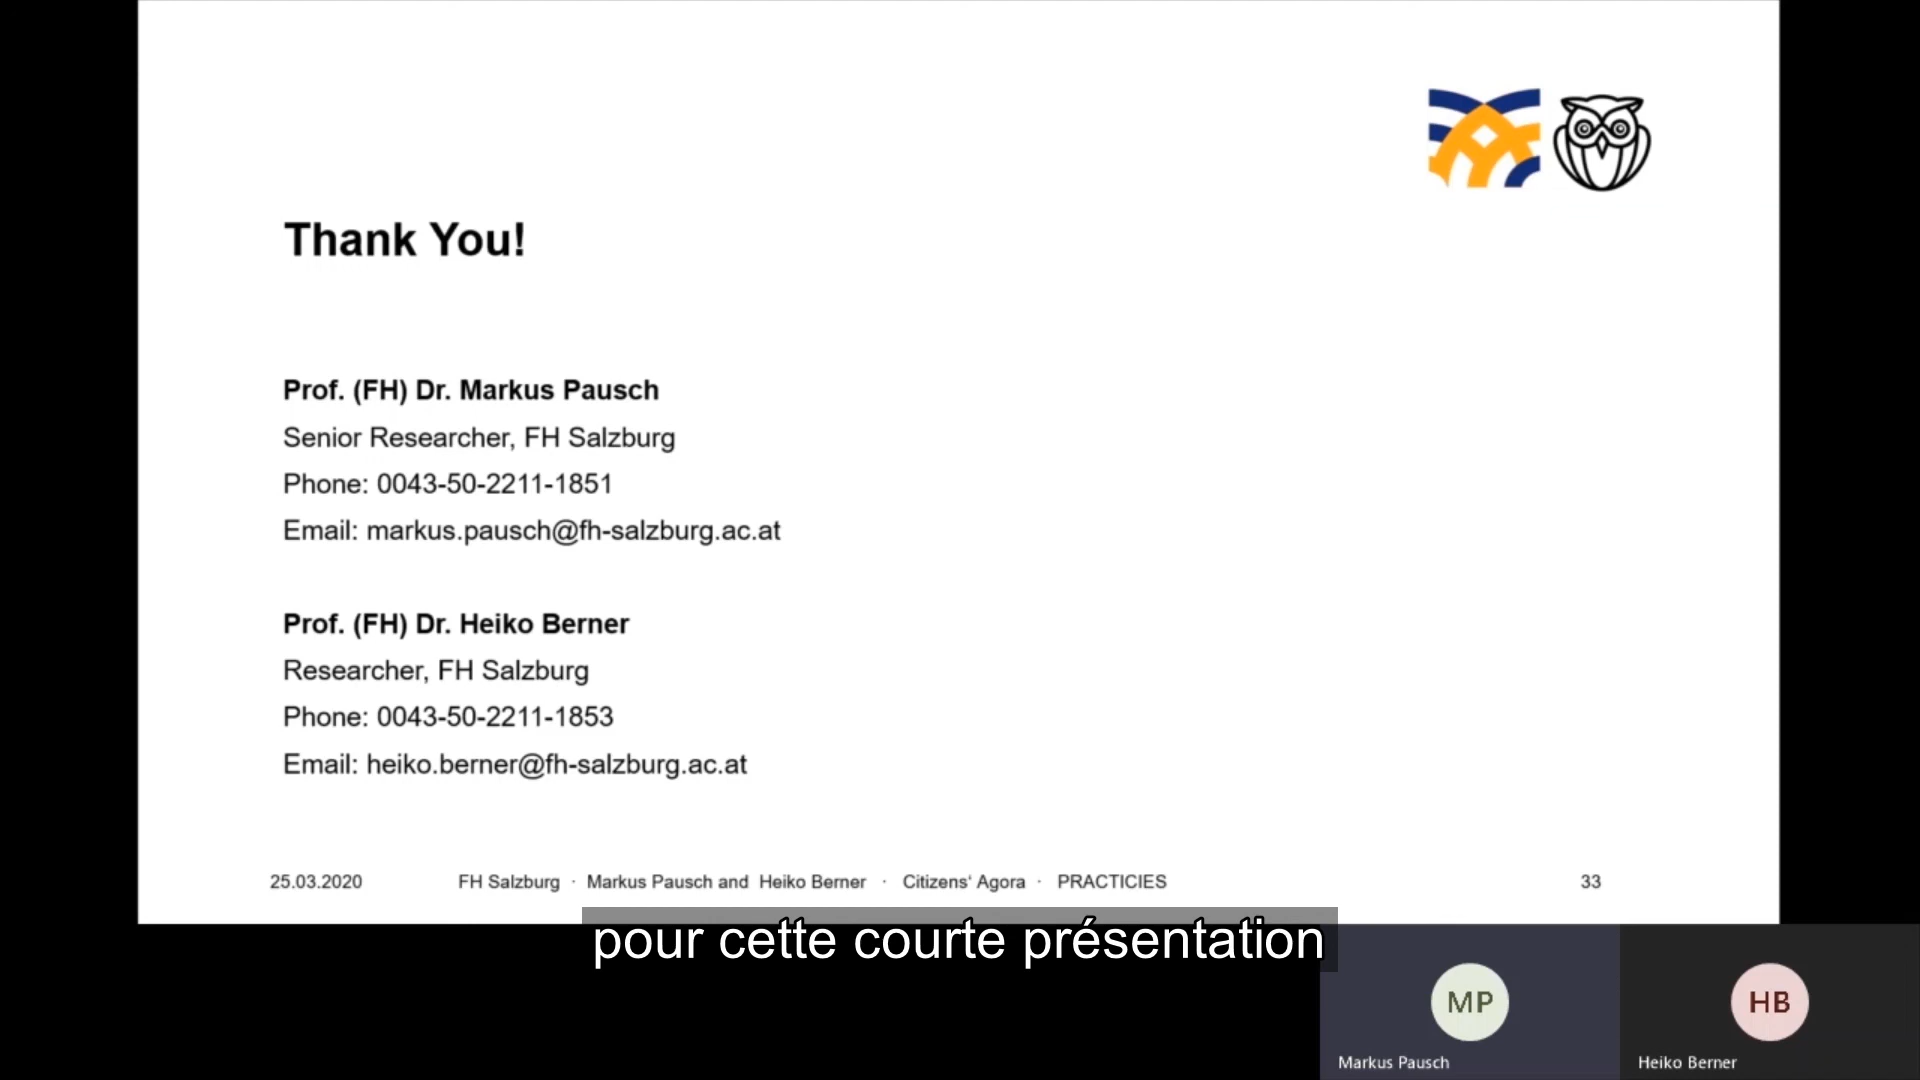 Thank You!
Prof. (FH) Dr. Markus Pausch
Senior Researcher, FH Salzburg
Phone: 0043-50-2211-1851
Email: markus.pausch@fh-salzburg.ac.at
Prof. (FH) Dr. Heiko Berner
Researcher, FH Salzburg
Phone: 0043-50-2211-1853
Email: heiko.berner@fh-salzburg.ac.at
25.03.2020 FH Salzburg · Markus Pausch and Heiko Berner · Citizens‘ Agora · PRACTICIES 33
pour cette courte présentation
MP HB
Markus Pausch Heiko Berner